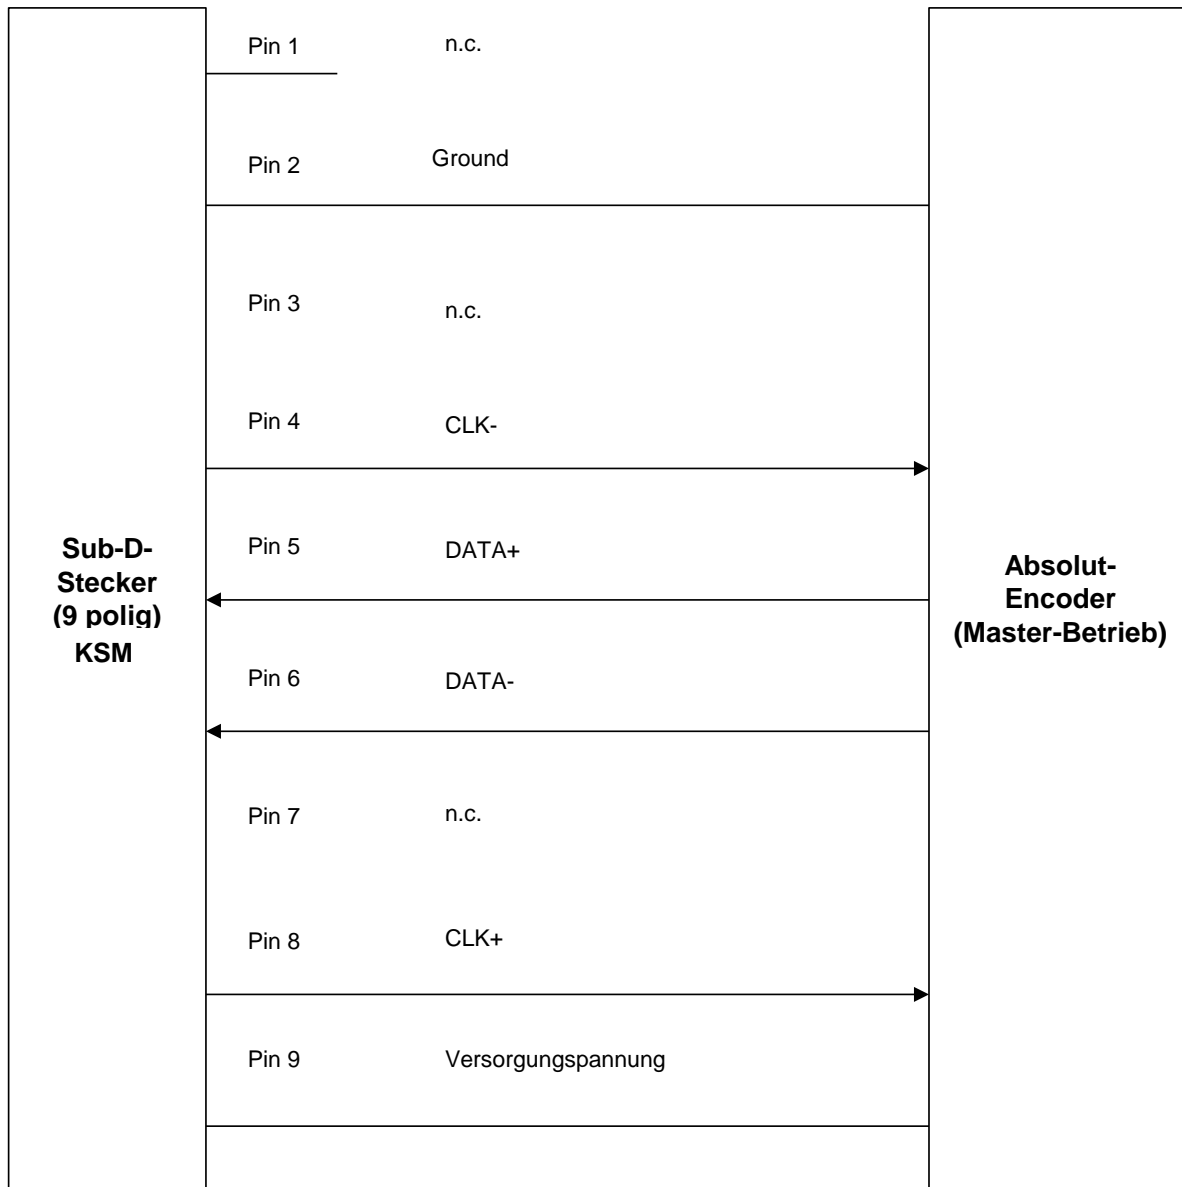 Pin 1 n.c.
Pin 2 Ground
Pin 3 n.c.
Pin 4 CLK-
Pin 5 DATA+
Pin 6 DATA-
Pin 7 n.c.
Pin 8 CLK+
Pin 9 Versorgungspannung
Sub-D-
Stecker
(9 polig)
KSM
Absolut-
Encoder
(Master-Betrieb)